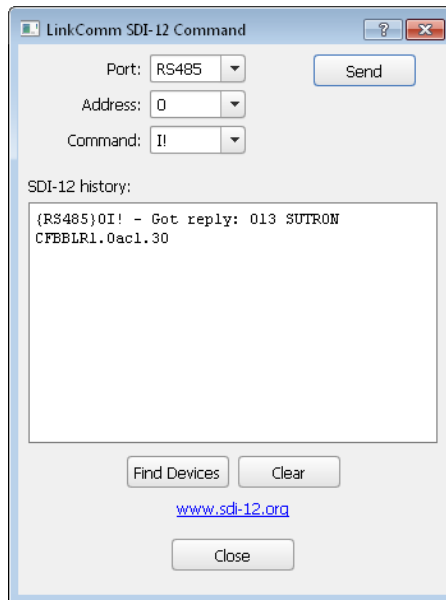 LinkComm SDI-12 Command
Port: RS485
Send
Address: 0
Command: I!
SDI-12 history:
{RS485}0I! - Got reply: 013 SUTRON
CFBBLR1.0ac1.30
Find Devices Clear
www.sdi-12.org
Close